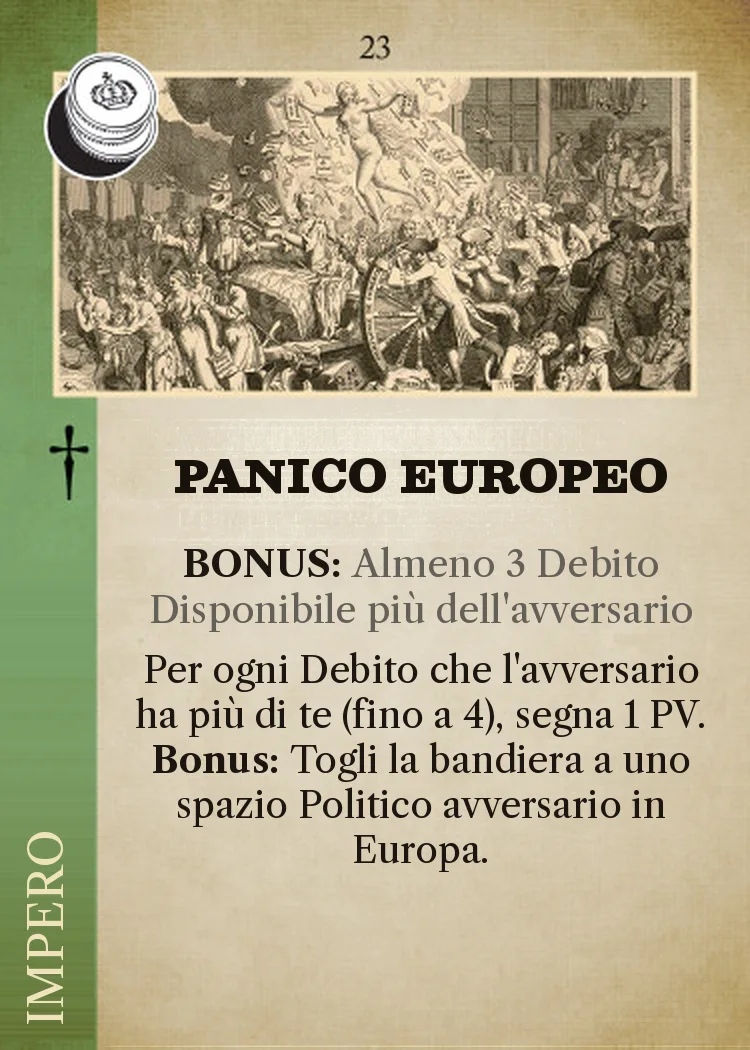 23
PANICO EUROPEO
BONUS: Almeno 3 Debito
Disponibile più dell'avversario
Per ogni Debito che l'avversario
ha più di te (fino a 4), segna 1 PV.
Bonus: Togli la bandiera a uno
spazio Politico avversario in
Europa.
IMPERO